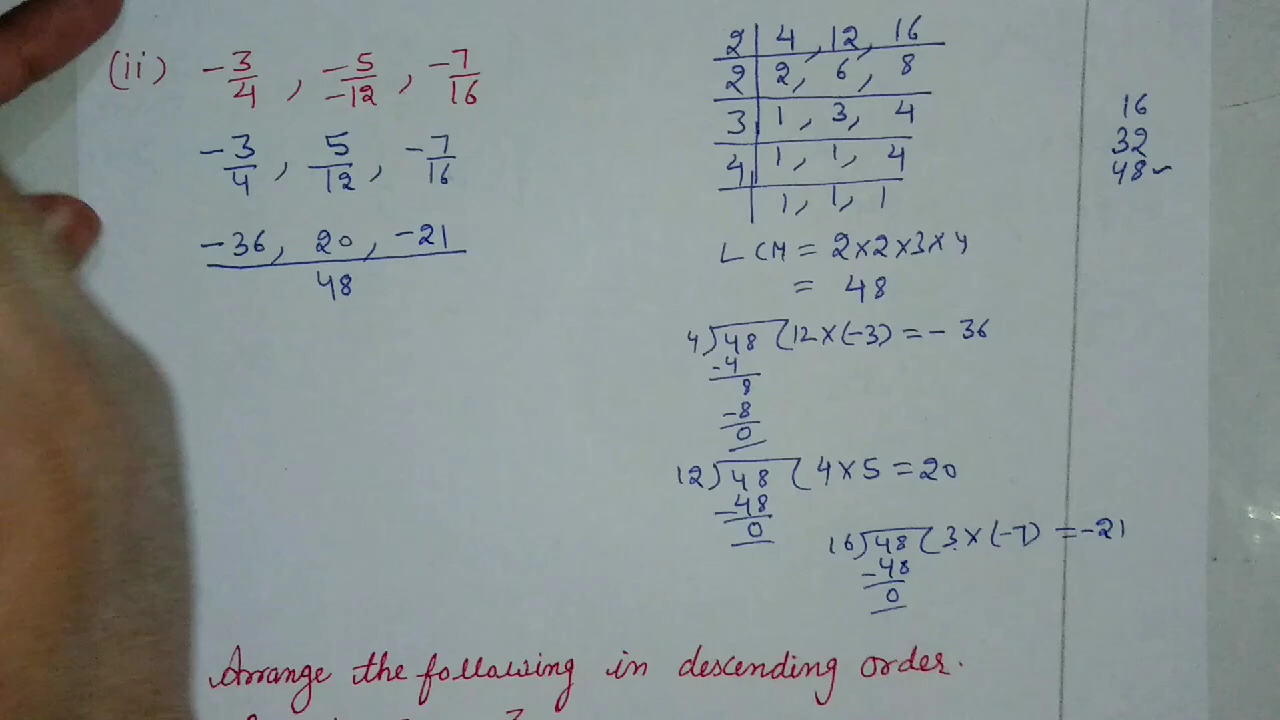 (ii) -3/4 , -5/-12 , -7/16
-3/4 , 5/12 , -7/16
-36, 20, -21
48
2 | 4, 12, 16
2 | 2, 6, 8
3 | 1, 3, 4
4 | 1, 1, 4
1, 1, 1
LCM = 2×2×3×4
= 48
4)48(12×(-3) = -36
-4
8
-8
0
12)48(4×5 = 20
-48
0
16)48(3×(-7) = -21
-48
0
16
32
48
Arrange the following in descending order.